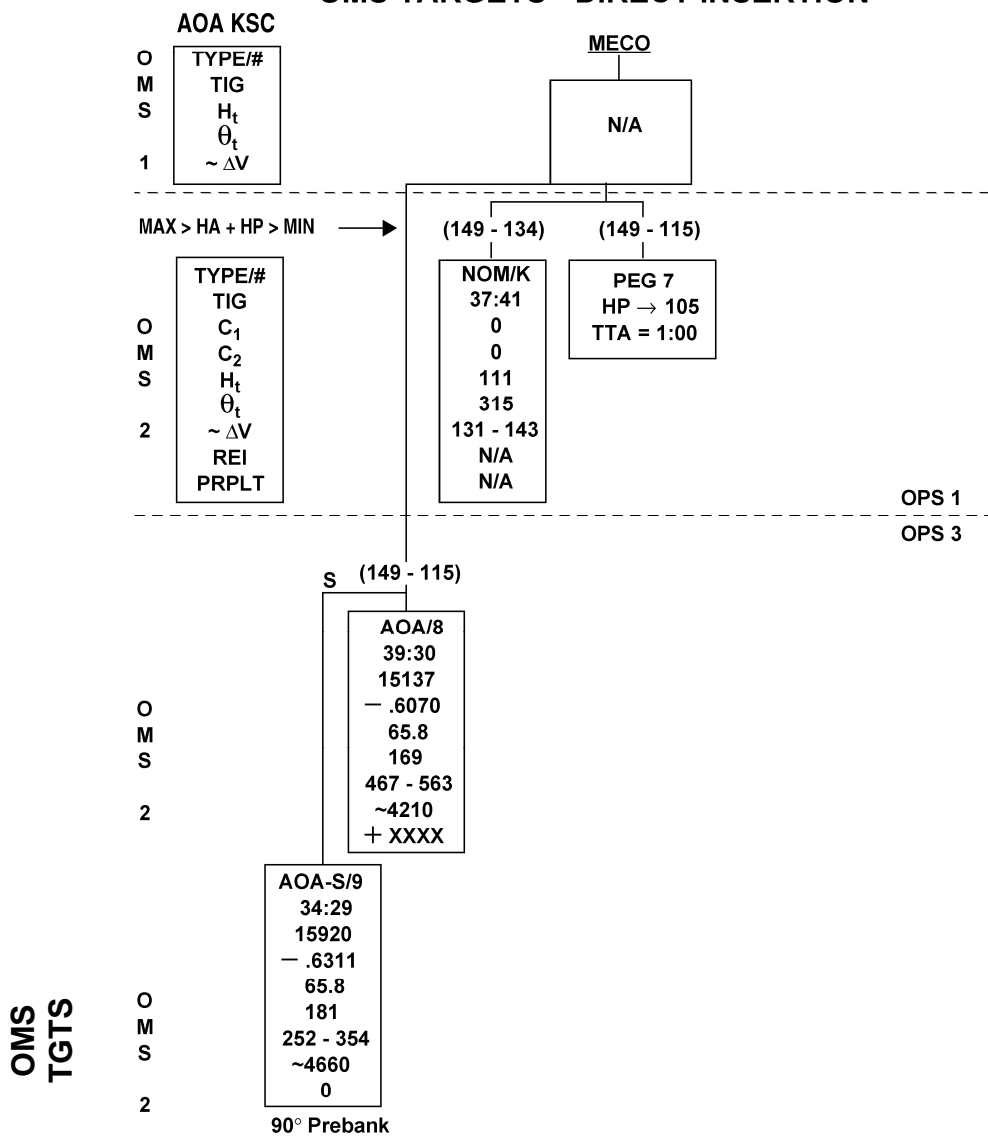 OMS TARGETS - DIRECT INSERTION
AOA KSC
MECO
O
M
S
1
TYPE/#
TIG
Ht
θt
~ ΔV
N/A
MAX > HA + HP > MIN
(149 - 134)
(149 - 115)
O
M
S
2
TYPE/#
TIG
C1
C2
Ht
θt
~ ΔV
REI
PRPLT
NOM/K
37:41
0
0
111
315
131 - 143
N/A
N/A
PEG 7
HP → 105
TTA = 1:00
OPS 1
OPS 3
S
(149 - 115)
O
M
S
2
AOA/8
39:30
15137
− .6070
65.8
169
467 - 563
~4210
+ XXXX
O
M
S
2
AOA-S/9
34:29
15920
− .6311
65.8
181
252 - 354
~4660
0
90° Prebank
OMS
TGTS